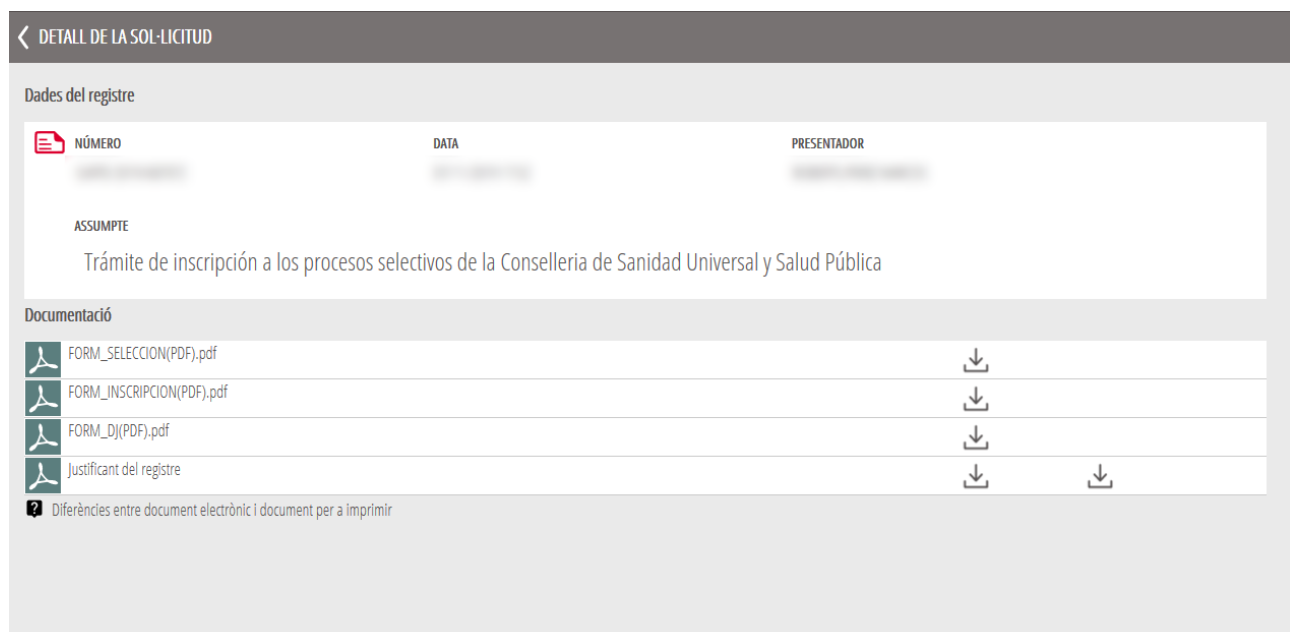 DETALL DE LA SOL·LICITUD
Dades del registre
NÚMERO DATA PRESENTADOR
ASSUMPTE
Trámite de inscripción a los procesos selectivos de la Conselleria de Sanidad Universal y Salud Pública
Documentació
FORM_SELECCION(PDF).pdf
FORM_INSCRIPCION(PDF).pdf
FORM_DJ(PDF).pdf
Justificant del registre
? Diferències entre document electrònic i document per a imprimir